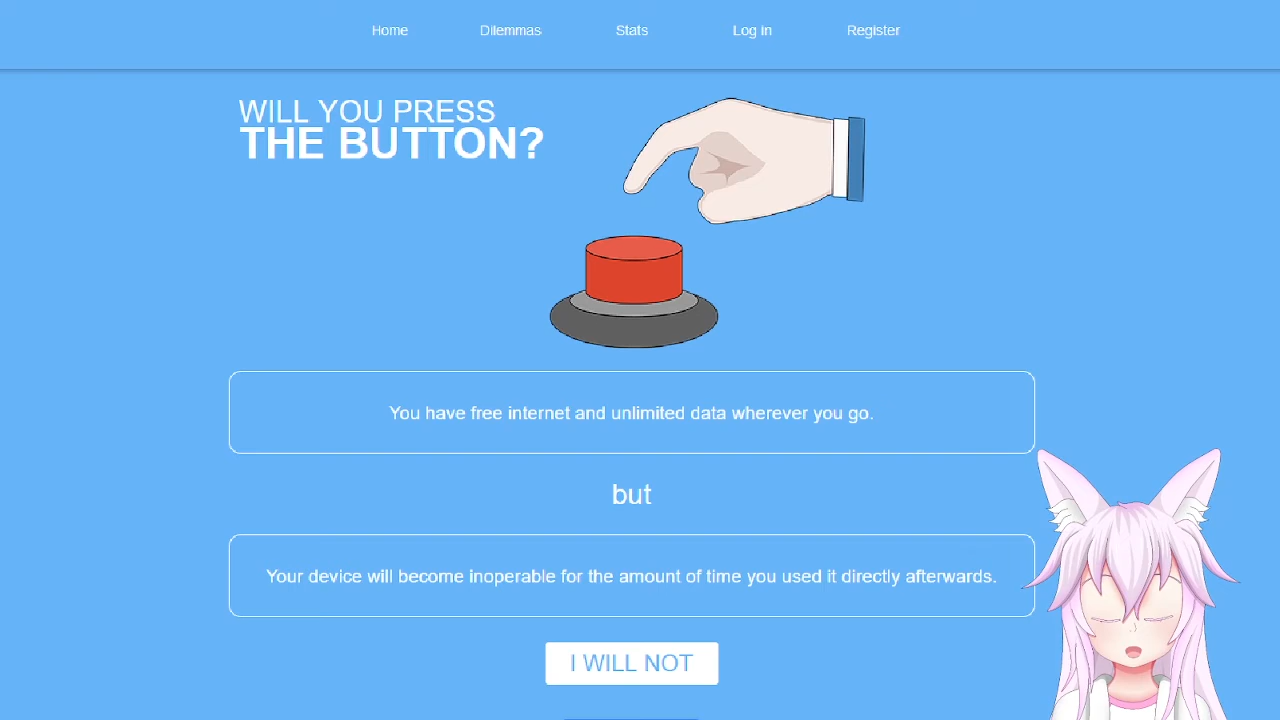 Home Dilemmas Stats Log in Register
WILL YOU PRESS
THE BUTTON?
You have free internet and unlimited data wherever you go.
but
Your device will become inoperable for the amount of time you used it directly afterwards.
I WILL NOT